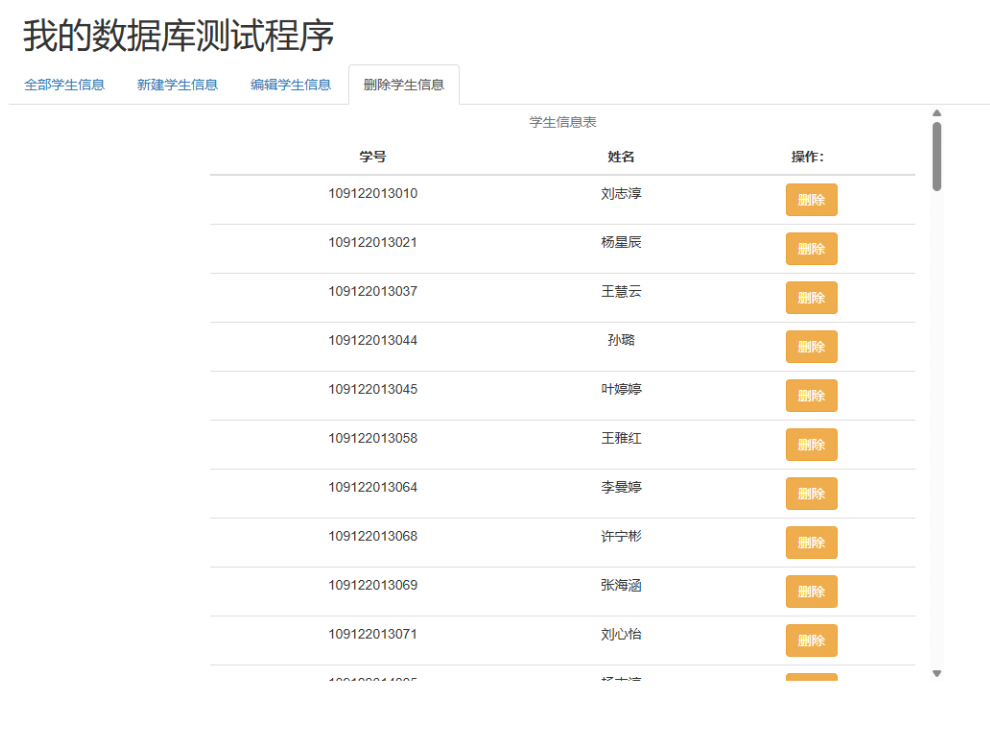 我的数据库测试程序
全部学生信息 新建学生信息 编辑学生信息 删除学生信息
学生信息表
学号 姓名 操作：
109122013010 刘志淳 删除
109122013021 杨星辰 删除
109122013037 王慧云 删除
109122013044 孙璐 删除
109122013045 叶婷婷 删除
109122013058 王雅红 删除
109122013064 李曼婷 删除
109122013068 许宁彬 删除
109122013069 张海涵 删除
109122013071 刘心怡 删除